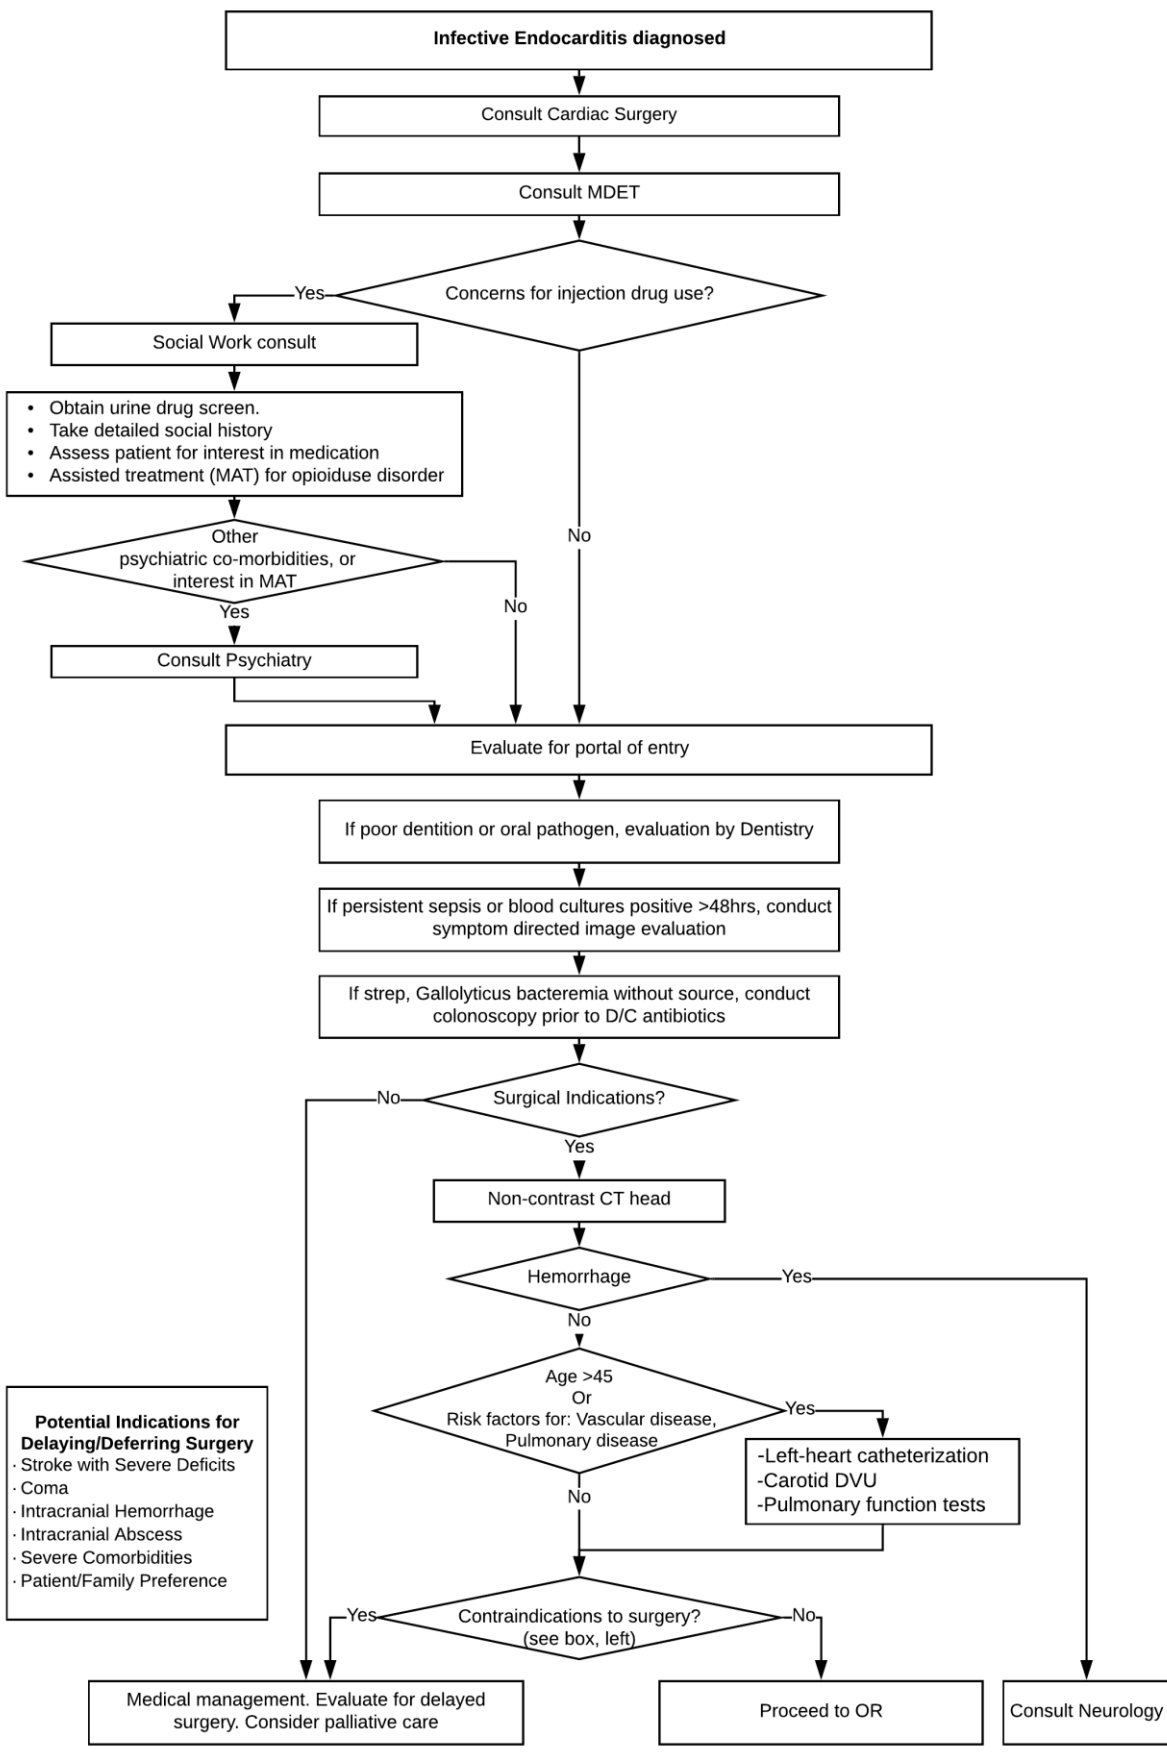 Infective Endocarditis diagnosed
Consult Cardiac Surgery
Consult MDET
Concerns for injection drug use?
Yes
Social Work consult
• Obtain urine drug screen.
• Take detailed social history
• Assess patient for interest in medication
• Assisted treatment (MAT) for opioiduse disorder
Other
psychiatric co-morbidities, or
interest in MAT
No
No
Yes
Consult Psychiatry
Evaluate for portal of entry
If poor dentition or oral pathogen, evaluation by Dentistry
If persistent sepsis or blood cultures positive >48hrs, conduct
symptom directed image evaluation
If strep, Gallolyticus bacteremia without source, conduct
colonoscopy prior to D/C antibiotics
No
Surgical Indications?
Yes
Non-contrast CT head
Hemorrhage
Yes
No
Age >45
Or
Risk factors for: Vascular disease,
Pulmonary disease
Yes
-Left-heart catheterization
-Carotid DVU
-Pulmonary function tests
No
Potential Indications for
Delaying/Deferring Surgery
· Stroke with Severe Deficits
· Coma
· Intracranial Hemorrhage
· Intracranial Abscess
· Severe Comorbidities
· Patient/Family Preference
Yes
Contraindications to surgery?
(see box, left)
No
Medical management. Evaluate for delayed
surgery. Consider palliative care
Proceed to OR
Consult Neurology